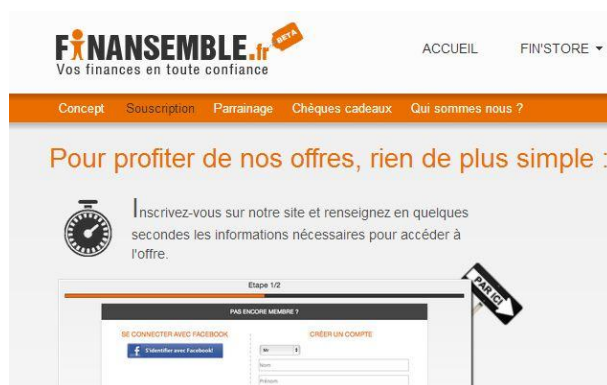 FINANSEMBLE.fr BETA
Vos finances en toute confiance
ACCUEIL FIN'STORE
Concept Souscription Parrainage Chèques cadeaux Qui sommes nous ?
Pour profiter de nos offres, rien de plus simple :
Inscrivez-vous sur notre site et renseignez en quelques
secondes les informations nécessaires pour accéder à
l'offre.
PAR ICI
Etape 1/2
PAS ENCORE MEMBRE ?
SE CONNECTER AVEC FACEBOOK CRÉER UN COMPTE
S'identifier avec Facebook! Mr
Nom
Prénom